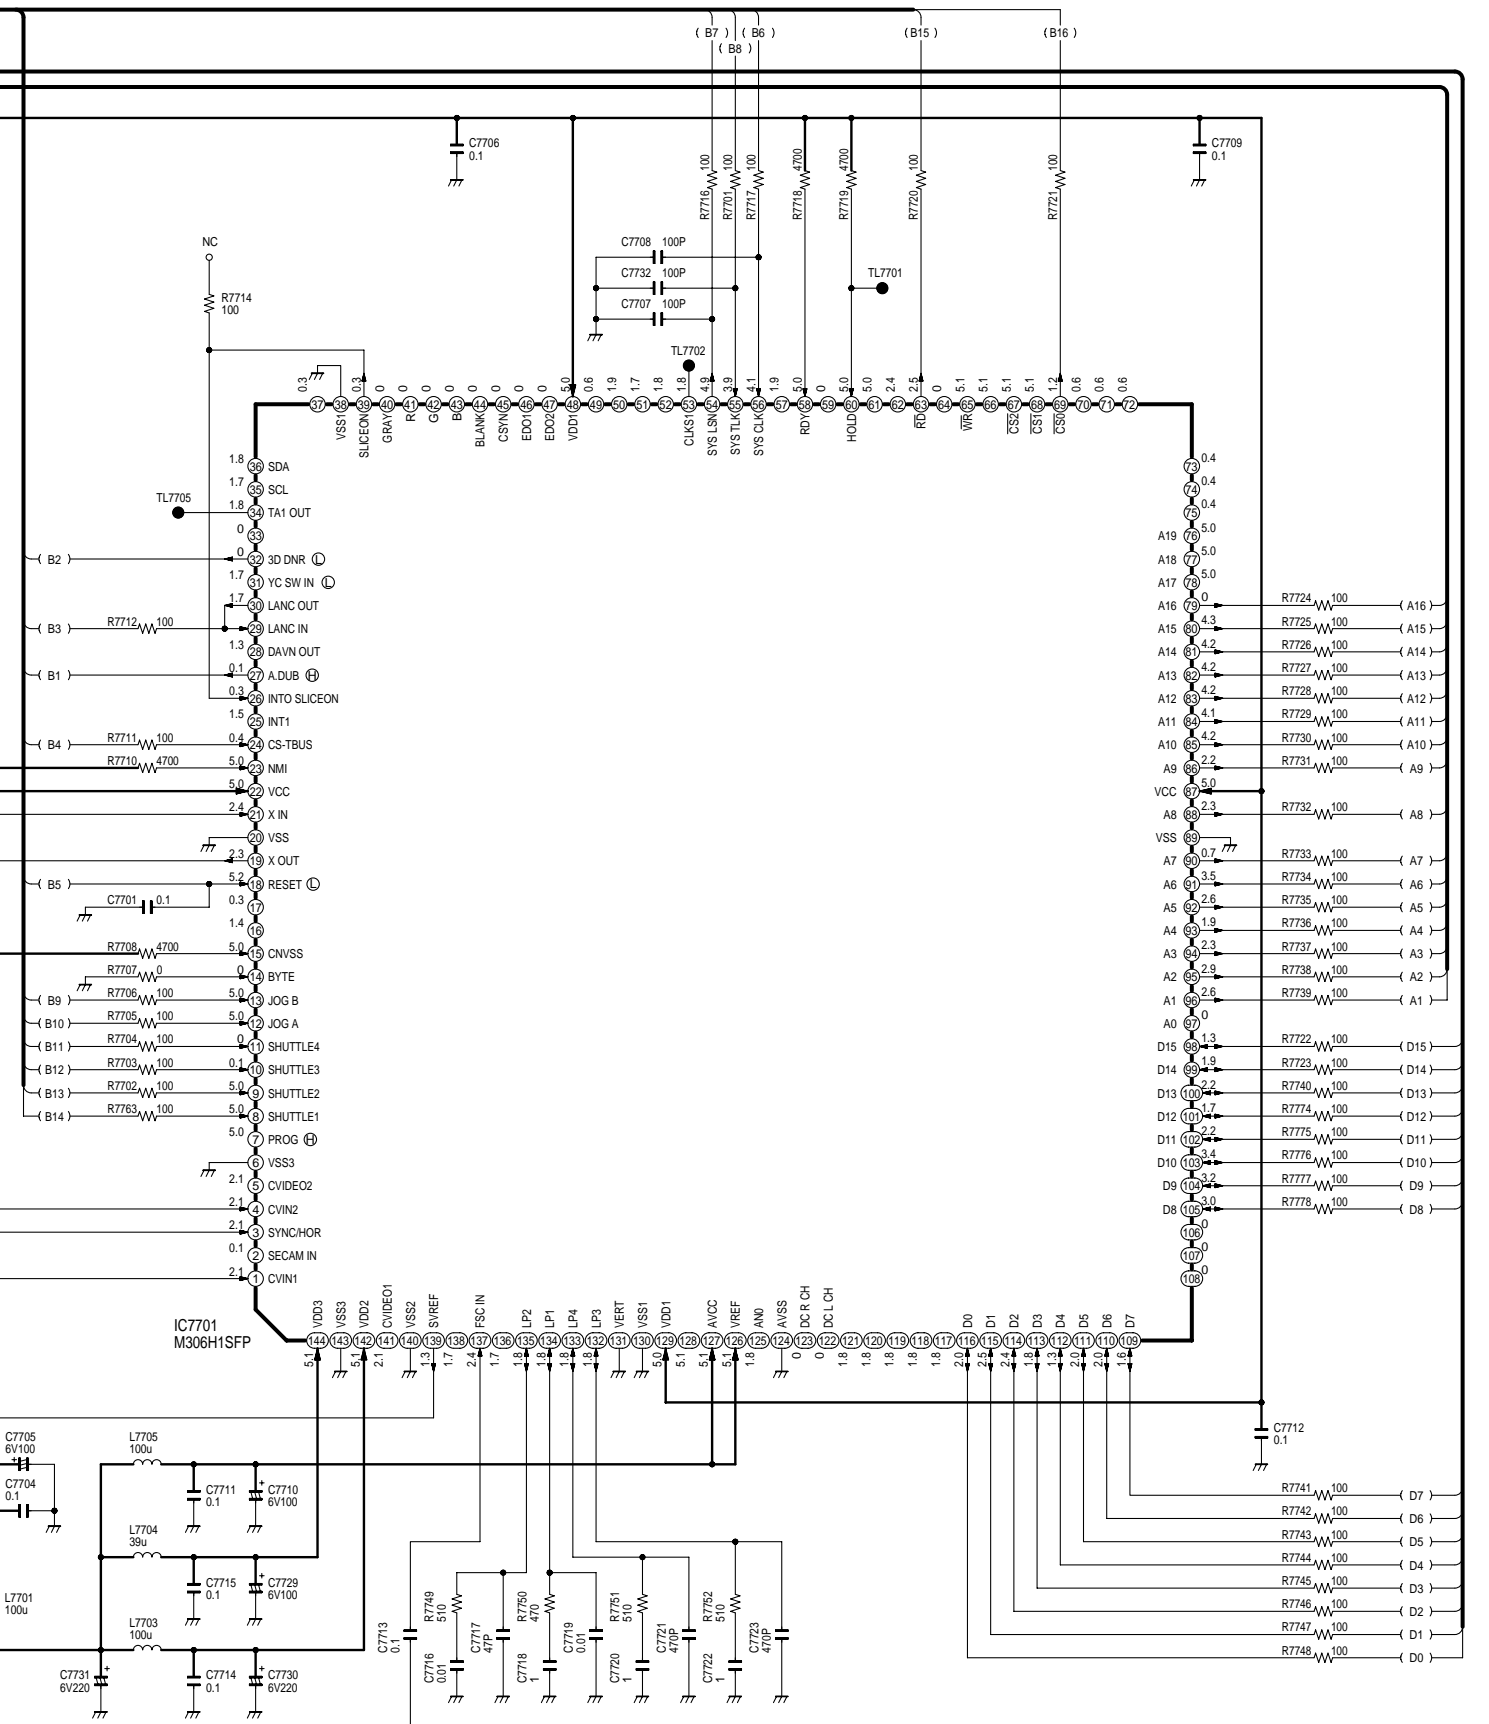 ( B7 )
( B8 )
( B6 )
( B15 )
( B16 )
C7706
0.1
C7709
0.1
R7716 100
R7701 100
R7717 100
R7718 4700
R7719 4700
R7720 100
R7721 100
NC
R7714
100
C7708 100P
C7732 100P
C7707 100P
TL7701
TL7702
0.3 37
38 VSS1
0.3 39 SLICEON
0 40 GRAY
0 41 R
0 42 G
0 43 B
0 44 BLANK
0 45 CSYN
0 46 EDO1
0 47 EDO2
5.0 48 VDD1
0.6 49
1.9 50
1.7 51
1.8 52
1.8 53 CLKS1
4.9 54 SYS LSN
3.9 55 SYS TLK
4.1 56 SYS CLK
1.9 57
5.0 58 RDY
0 59
5.0 60 HOLD
5.0 61
2.4 62
2.5 63 RD
0 64
5.1 65 WR
5.1 66
5.1 67 CS2
5.1 68 CS1
1.2 69 CS0
0.6 70
0.6 71
0.6 72
1.8 36 SDA
1.7 35 SCL
TL7705 1.8 34 TA1 OUT
0 33
( B2 ) 0 32 3D DNR L
1.7 31 YC SW IN L
1.7 30 LANC OUT
( B3 ) R7712 100 29 LANC IN
1.3 28 DAVN OUT
( B1 ) 0.1 27 A.DUB H
0.3 26 INTO SLICEON
1.5 25 INT1
( B4 ) R7711 100 0.4 24 CS-TBUS
R7710 4700 5.0 23 NMI
5.0 22 VCC
2.4 21 X IN
20 VSS
2.3 19 X OUT
( B5 ) 5.2 18 RESET L
C7701 0.1 0.3 17
1.4 16
R7708 4700 5.0 15 CNVSS
R7707 0 0 14 BYTE
( B9 ) R7706 100 5.0 13 JOG B
( B10 ) R7705 100 5.0 12 JOG A
( B11 ) R7704 100 0 11 SHUTTLE4
( B12 ) R7703 100 0.1 10 SHUTTLE3
( B13 ) R7702 100 5.0 9 SHUTTLE2
( B14 ) R7763 100 5.0 8 SHUTTLE1
5.0 7 PROG H
6 VSS3
2.1 5 CVIDEO2
2.1 4 CVIN2
2.1 3 SYNC/HOR
0.1 2 SECAM IN
2.1 1 CVIN1
73 0.4
74 0.4
75 0.4
A19 76 5.0
A18 77 5.0
A17 78 5.0
A16 79 0 R7724 100 ( A16 )
A15 80 4.3 R7725 100 ( A15 )
A14 81 4.2 R7726 100 ( A14 )
A13 82 4.2 R7727 100 ( A13 )
A12 83 4.2 R7728 100 ( A12 )
A11 84 4.1 R7729 100 ( A11 )
A10 85 4.2 R7730 100 ( A10 )
A9 86 2.2 R7731 100 ( A9 )
VCC 87 5.0
A8 88 2.3 R7732 100 ( A8 )
VSS 89
A7 90 0.7 R7733 100 ( A7 )
A6 91 3.5 R7734 100 ( A6 )
A5 92 2.6 R7735 100 ( A5 )
A4 93 1.9 R7736 100 ( A4 )
A3 94 2.3 R7737 100 ( A3 )
A2 95 2.9 R7738 100 ( A2 )
A1 96 2.6 R7739 100 ( A1 )
A0 97 0
D15 98 1.3 R7722 100 ( D15 )
D14 99 1.9 R7723 100 ( D14 )
D13 100 2.2 R7740 100 ( D13 )
D12 101 1.7 R7774 100 ( D12 )
D11 102 2.2 R7775 100 ( D11 )
D10 103 3.4 R7776 100 ( D10 )
D9 104 3.2 R7777 100 ( D9 )
D8 105 3.0 R7778 100 ( D8 )
106 0
107 0
108 0
IC7701
M306H1SFP
VDD3 144 5.1
VSS3 143
VDD2 142 5.1
CVIDEO1 141 2.1
VSS2 140
SVREF 139 1.3
138 1.7
FSC IN 137 2.4
136 1.7
LP2 135 1.8
LP1 134 1.8
LP4 133 1.8
LP3 132 1.8
VERT 131
VSS1 130
VDD1 129 5.0
128 5.1
AVCC 127 5.1
VREF 126 5.1
AN0 125 1.8
AVSS 124
DC R CH 123 0
DC L CH 122 0
121 1.8
120 1.8
119 1.8
118 1.8
117 1.8
D0 116 2.0
D1 115 2.5
D2 114 2.4
D3 113 1.8
D4 112 1.3
D5 111 2.0
D6 110 2.0
D7 109 1.6
C7712
0.1
C7705
6V100
+
C7704
0.1
L7705
100u
C7711
0.1
+
C7710
6V100
L7704
39u
C7715
0.1
+
C7729
6V100
L7701
100u
L7703
100u
C7731
6V220
+
C7714
0.1
+
C7730
6V220
C7713
0.1
R7749
510
C7716
0.01
C7717
47P
R7750
470
C7718
1
C7719
0.01
R7751
510
C7720
1
C7721
470P
R7752
510
C7722
1
C7723
470P
R7741 100 ( D7 )
R7742 100 ( D6 )
R7743 100 ( D5 )
R7744 100 ( D4 )
R7745 100 ( D3 )
R7746 100 ( D2 )
R7747 100 ( D1 )
R7748 100 ( D0 )